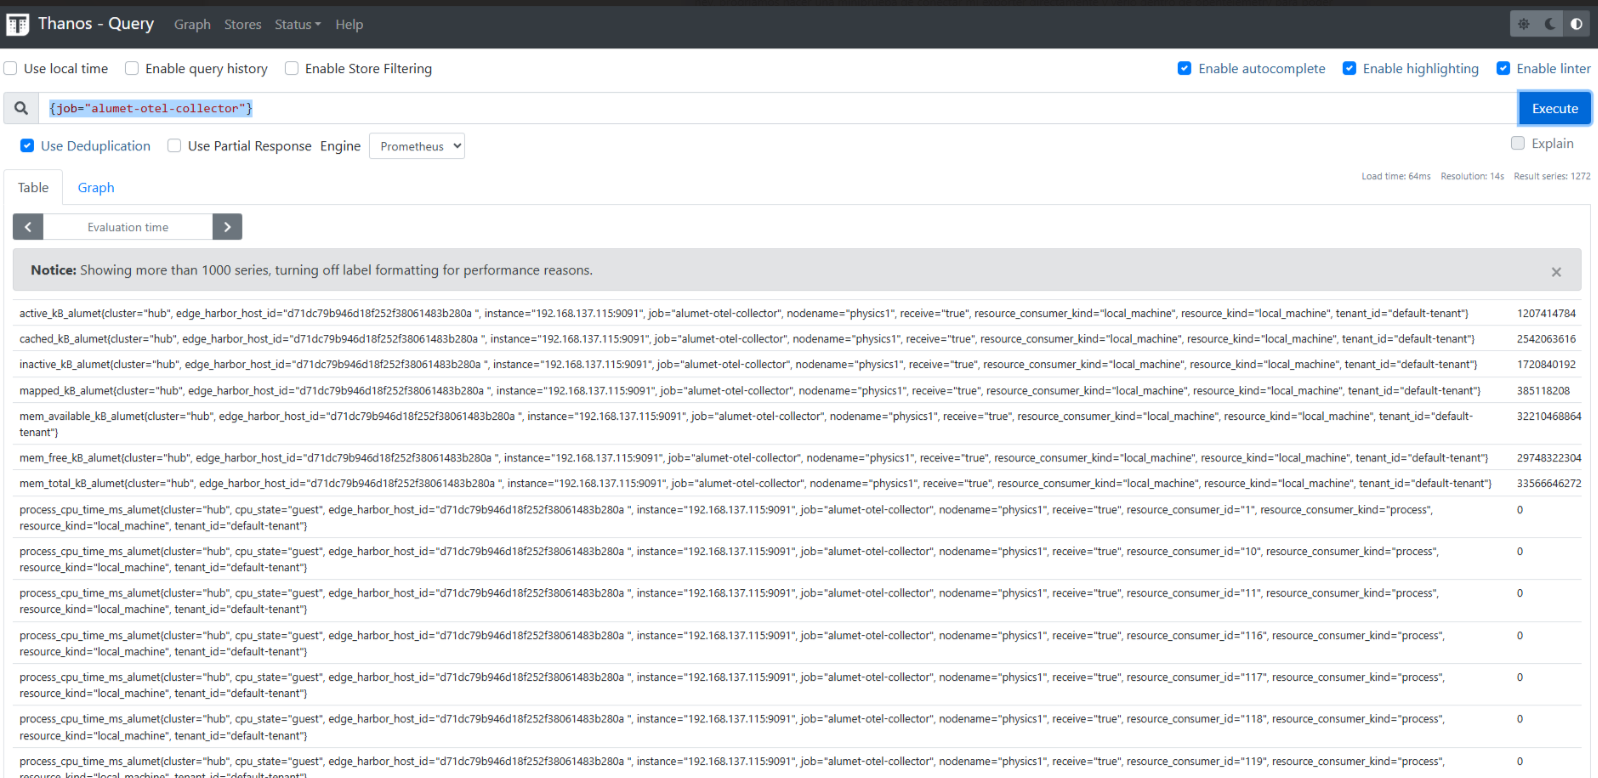 Thanos - Query Graph Stores Status Help
Use local time Enable query history Enable Store Filtering Enable autocomplete Enable highlighting Enable linter
{job="alumet-otel-collector"} Execute
Use Deduplication Use Partial Response Engine Prometheus Explain
Table Graph Load time: 64ms Resolution: 14s Result series: 1272
Evaluation time
Notice: Showing more than 1000 series, turning off label formatting for performance reasons. ×
active_kB_alumet{cluster="hub", edge_harbor_host_id="d71dc79b946d18f252f38061483b280a ", instance="192.168.137.115:9091", job="alumet-otel-collector", nodename="physics1", receive="true", resource_consumer_kind="local_machine", resource_kind="local_machine", tenant_id="default-tenant"} 1207414784
cached_kB_alumet{cluster="hub", edge_harbor_host_id="d71dc79b946d18f252f38061483b280a ", instance="192.168.137.115:9091", job="alumet-otel-collector", nodename="physics1", receive="true", resource_consumer_kind="local_machine", resource_kind="local_machine", tenant_id="default-tenant"} 2542063616
inactive_kB_alumet{cluster="hub", edge_harbor_host_id="d71dc79b946d18f252f38061483b280a ", instance="192.168.137.115:9091", job="alumet-otel-collector", nodename="physics1", receive="true", resource_consumer_kind="local_machine", resource_kind="local_machine", tenant_id="default-tenant"} 1720840192
mapped_kB_alumet{cluster="hub", edge_harbor_host_id="d71dc79b946d18f252f38061483b280a ", instance="192.168.137.115:9091", job="alumet-otel-collector", nodename="physics1", receive="true", resource_consumer_kind="local_machine", resource_kind="local_machine", tenant_id="default-tenant"} 385118208
mem_available_kB_alumet{cluster="hub", edge_harbor_host_id="d71dc79b946d18f252f38061483b280a ", instance="192.168.137.115:9091", job="alumet-otel-collector", nodename="physics1", receive="true", resource_consumer_kind="local_machine", resource_kind="local_machine", tenant_id="default- 32210468864
tenant"}
mem_free_kB_alumet{cluster="hub", edge_harbor_host_id="d71dc79b946d18f252f38061483b280a ", instance="192.168.137.115:9091", job="alumet-otel-collector", nodename="physics1", receive="true", resource_consumer_kind="local_machine", resource_kind="local_machine", tenant_id="default-tenant"} 29748322304
mem_total_kB_alumet{cluster="hub", edge_harbor_host_id="d71dc79b946d18f252f38061483b280a ", instance="192.168.137.115:9091", job="alumet-otel-collector", nodename="physics1", receive="true", resource_consumer_kind="local_machine", resource_kind="local_machine", tenant_id="default-tenant"} 33566646272
process_cpu_time_ms_alumet{cluster="hub", cpu_state="guest", edge_harbor_host_id="d71dc79b946d18f252f38061483b280a ", instance="192.168.137.115:9091", job="alumet-otel-collector", nodename="physics1", receive="true", resource_consumer_id="1", resource_consumer_kind="process", 0
resource_kind="local_machine", tenant_id="default-tenant"}
process_cpu_time_ms_alumet{cluster="hub", cpu_state="guest", edge_harbor_host_id="d71dc79b946d18f252f38061483b280a ", instance="192.168.137.115:9091", job="alumet-otel-collector", nodename="physics1", receive="true", resource_consumer_id="10", resource_consumer_kind="process", 0
resource_kind="local_machine", tenant_id="default-tenant"}
process_cpu_time_ms_alumet{cluster="hub", cpu_state="guest", edge_harbor_host_id="d71dc79b946d18f252f38061483b280a ", instance="192.168.137.115:9091", job="alumet-otel-collector", nodename="physics1", receive="true", resource_consumer_id="11", resource_consumer_kind="process", 0
resource_kind="local_machine", tenant_id="default-tenant"}
process_cpu_time_ms_alumet{cluster="hub", cpu_state="guest", edge_harbor_host_id="d71dc79b946d18f252f38061483b280a ", instance="192.168.137.115:9091", job="alumet-otel-collector", nodename="physics1", receive="true", resource_consumer_id="116", resource_consumer_kind="process", 0
resource_kind="local_machine", tenant_id="default-tenant"}
process_cpu_time_ms_alumet{cluster="hub", cpu_state="guest", edge_harbor_host_id="d71dc79b946d18f252f38061483b280a ", instance="192.168.137.115:9091", job="alumet-otel-collector", nodename="physics1", receive="true", resource_consumer_id="117", resource_consumer_kind="process", 0
resource_kind="local_machine", tenant_id="default-tenant"}
process_cpu_time_ms_alumet{cluster="hub", cpu_state="guest", edge_harbor_host_id="d71dc79b946d18f252f38061483b280a ", instance="192.168.137.115:9091", job="alumet-otel-collector", nodename="physics1", receive="true", resource_consumer_id="118", resource_consumer_kind="process", 0
resource_kind="local_machine", tenant_id="default-tenant"}
process_cpu_time_ms_alumet{cluster="hub", cpu_state="guest", edge_harbor_host_id="d71dc79b946d18f252f38061483b280a ", instance="192.168.137.115:9091", job="alumet-otel-collector", nodename="physics1", receive="true", resource_consumer_id="119", resource_consumer_kind="process", 0
resource_kind="local_machine", tenant_id="default-tenant"}